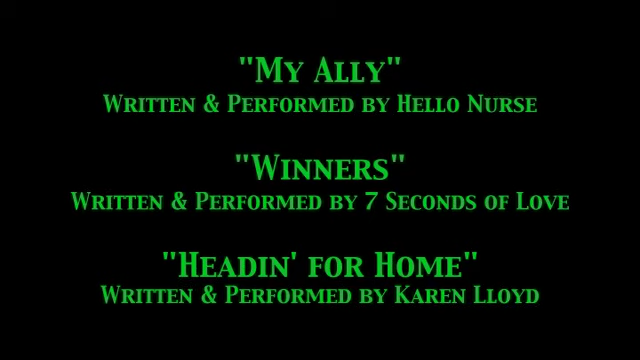 "My Ally"
Written & Performed by Hello Nurse
"Winners"
Written & Performed by 7 Seconds of Love
"Headin' for Home"
Written & Performed by Karen Lloyd